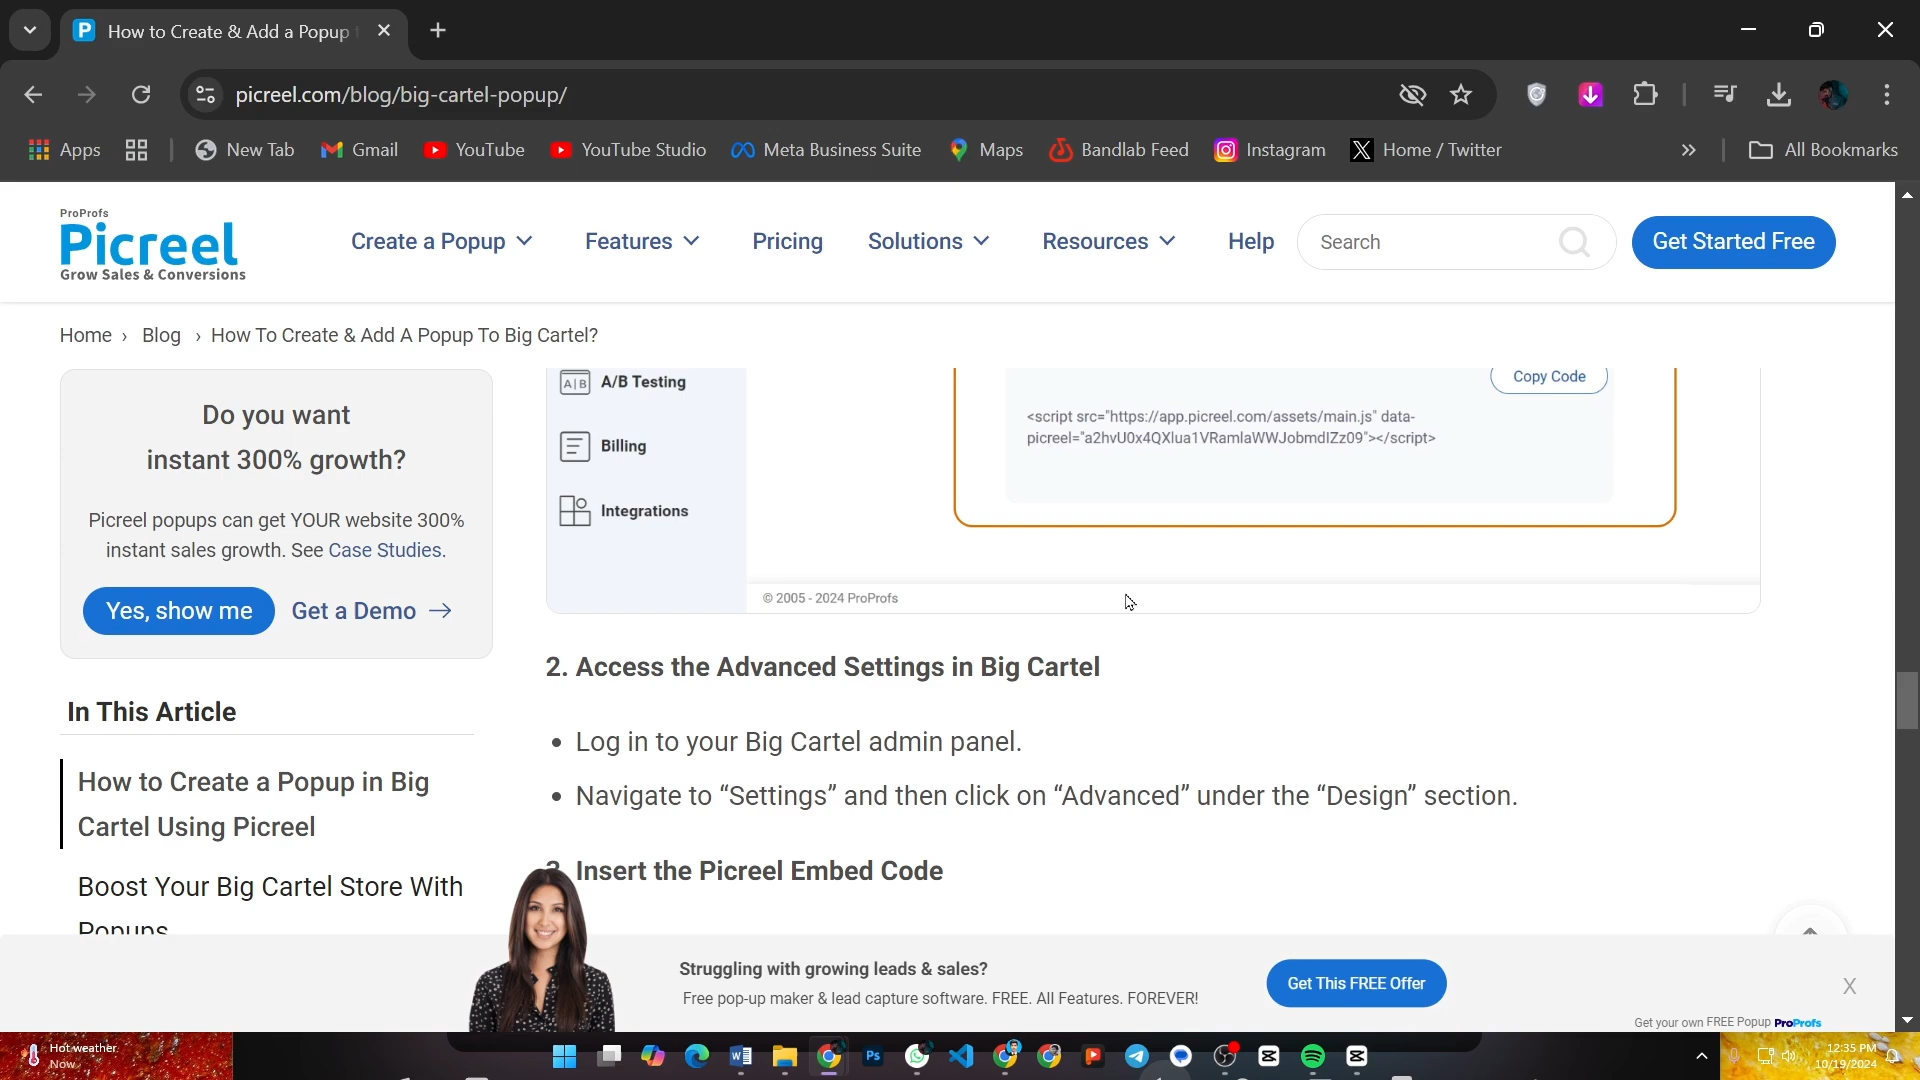 How to Create & Add a Popup
picreel.com/blog/big-cartel-popup/
Apps
New Tab
Gmail
YouTube
YouTube Studio
Meta Business Suite
Maps
Bandlab Feed
Instagram
Home / Twitter
All Bookmarks
ProProfs
Picreel
Grow Sales & Conversions
Create a Popup
Features
Pricing
Solutions
Resources
Help
Search
Get Started Free
Home › Blog › How To Create & Add A Popup To Big Cartel?
Do you want
instant 300% growth?
Picreel popups can get YOUR website 300%
instant sales growth. See Case Studies.
Yes, show me
Get a Demo
In This Article
How to Create a Popup in Big
Cartel Using Picreel
Boost Your Big Cartel Store With
Popups
A|B A/B Testing
Billing
Integrations
Copy Code
<script src="https://app.picreel.com/assets/main.js" data-
picreel="a2hvU0x4QXlua1VRamlaWWJobmdIZz09"></script>
© 2005 - 2024 ProProfs
2. Access the Advanced Settings in Big Cartel
• Log in to your Big Cartel admin panel.
• Navigate to “Settings” and then click on “Advanced” under the “Design” section.
3. Insert the Picreel Embed Code
Struggling with growing leads & sales?
Free pop-up maker & lead capture software. FREE. All Features. FOREVER!
Get This FREE Offer
X
Get your own FREE Popup ProProfs
Hot weather.
Now
Ps
12:35 PM
10/19/2024